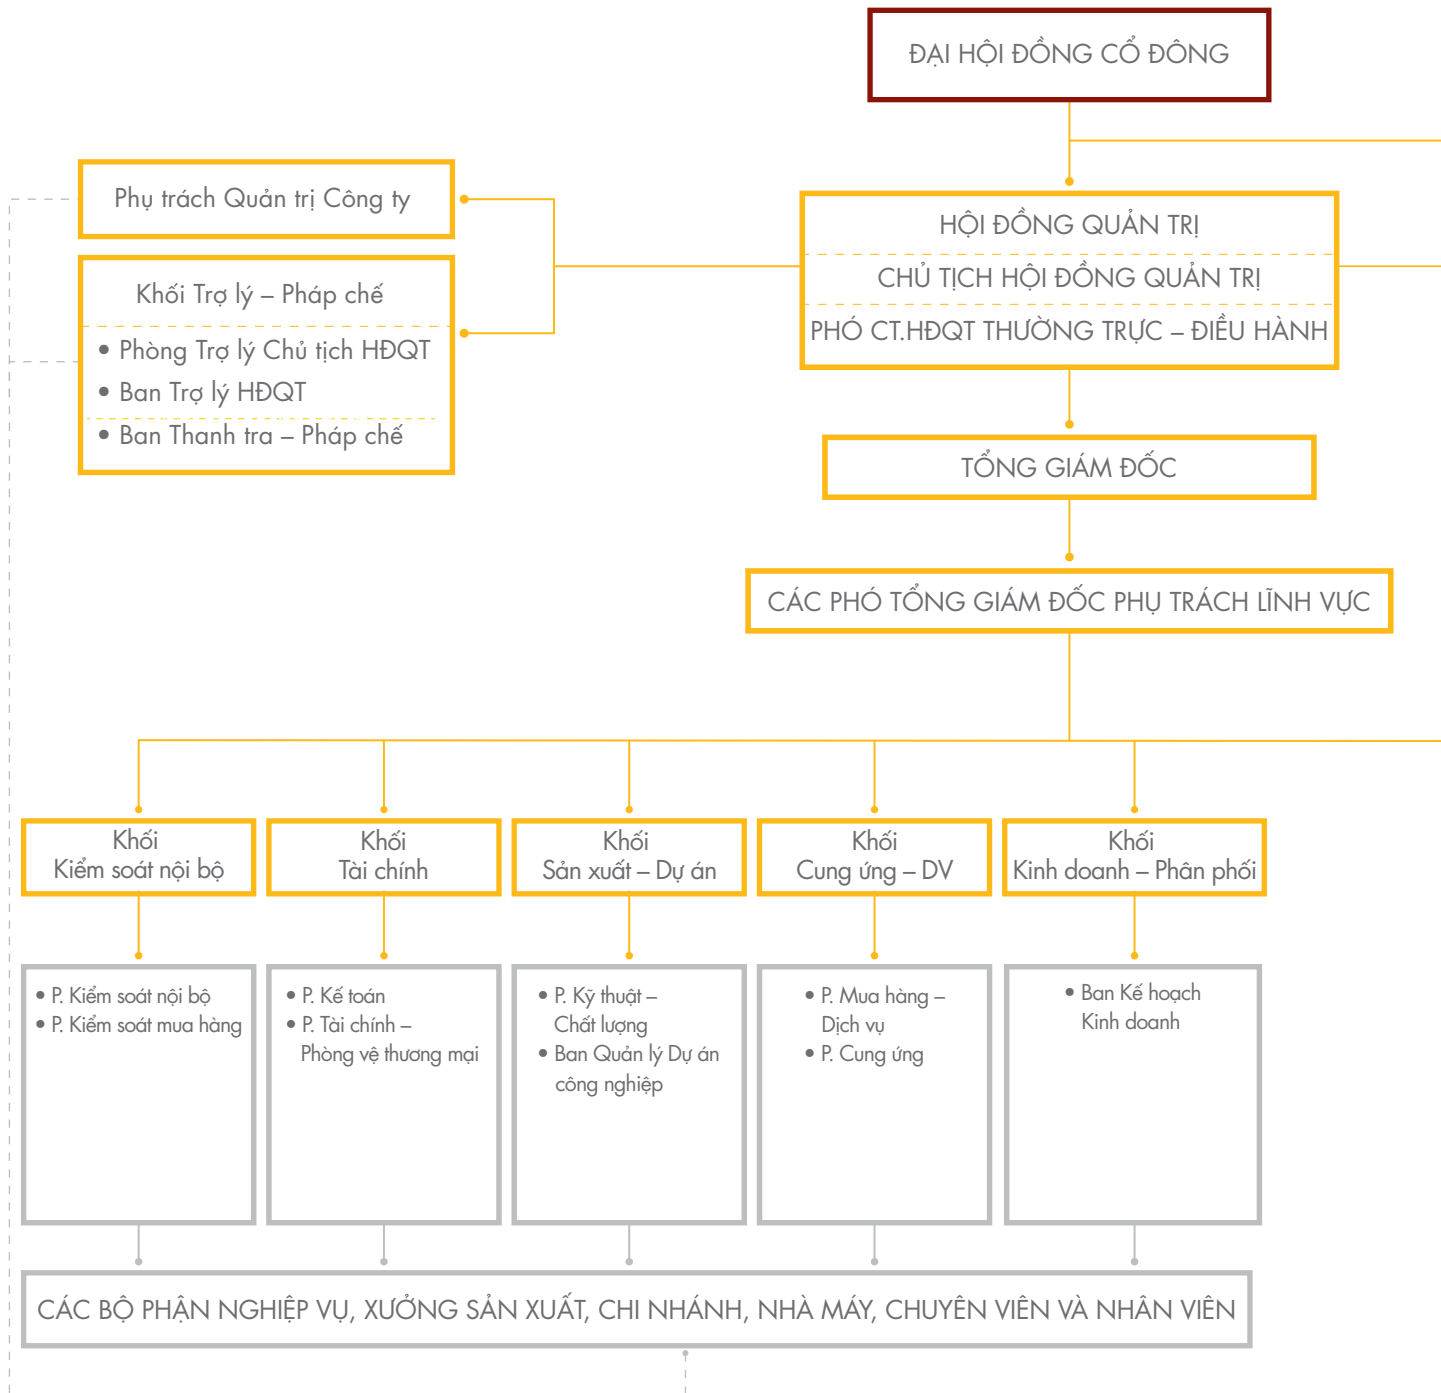 ĐẠI HỘI ĐỒNG CỔ ĐÔNG
Phụ trách Quản trị Công ty
HỘI ĐỒNG QUẢN TRỊ
CHỦ TỊCH HỘI ĐỒNG QUẢN TRỊ
PHÓ CT.HĐQT THƯỜNG TRỰC – ĐIỀU HÀNH
Khối Trợ lý – Pháp chế
• Phòng Trợ lý Chủ tịch HĐQT
• Ban Trợ lý HĐQT
• Ban Thanh tra – Pháp chế
TỔNG GIÁM ĐỐC
CÁC PHÓ TỔNG GIÁM ĐỐC PHỤ TRÁCH LĨNH VỰC
Khối
Kiểm soát nội bộ
Khối
Tài chính
Khối
Sản xuất – Dự án
Khối
Cung ứng – DV
Khối
Kinh doanh – Phân phối
• P. Kiểm soát nội bộ
• P. Kiểm soát mua hàng
• P. Kế toán
• P. Tài chính –
Phòng vệ thương mại
• P. Kỹ thuật –
Chất lượng
• Ban Quản lý Dự án
công nghiệp
• P. Mua hàng –
Dịch vụ
• P. Cung ứng
• Ban Kế hoạch
Kinh doanh
CÁC BỘ PHẬN NGHIỆP VỤ, XƯỞNG SẢN XUẤT, CHI NHÁNH, NHÀ MÁY, CHUYÊN VIÊN VÀ NHÂN VIÊN